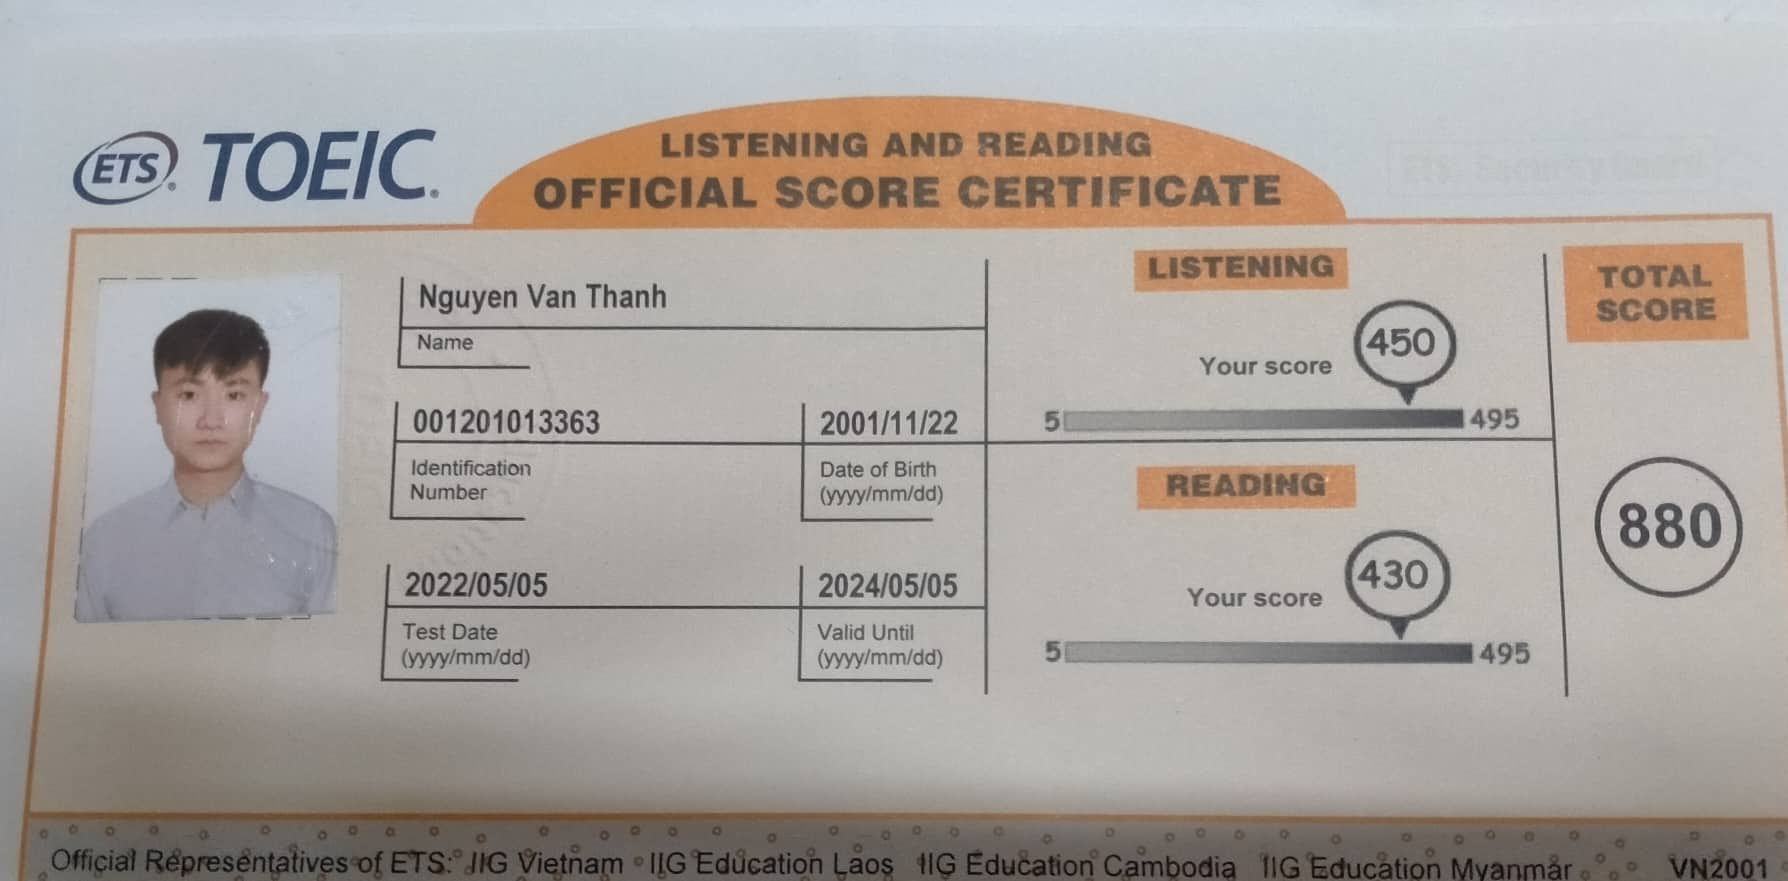 ETS® TOEIC®
LISTENING AND READING
OFFICIAL SCORE CERTIFICATE
ETS Security Guard
Nguyen Van Thanh
Name
001201013363
Identification
Number
2001/11/22
Date of Birth
(yyyy/mm/dd)
2022/05/05
Test Date
(yyyy/mm/dd)
2024/05/05
Valid Until
(yyyy/mm/dd)
LISTENING
Your score 450
5 495
READING
Your score 430
5 495
TOTAL
SCORE
880
Official Representatives of ETS: IIG Vietnam IIG Education Laos IIG Education Cambodia IIG Education Myanmar VN2001